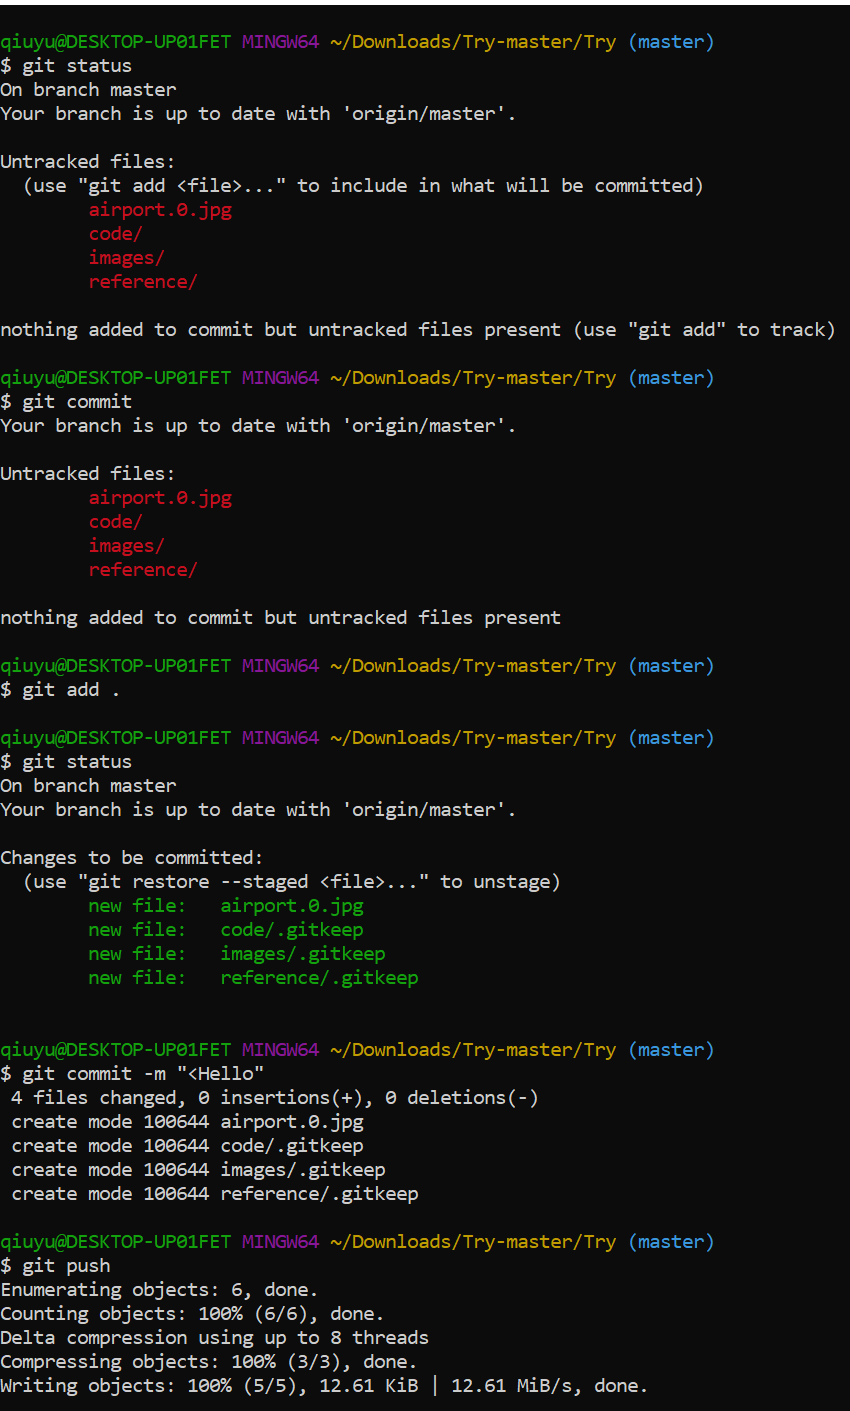 qiuyu@DESKTOP-UP01FET MINGW64 ~/Downloads/Try-master/Try (master)
$ git status
On branch master
Your branch is up to date with 'origin/master'.

Untracked files:
  (use "git add <file>..." to include in what will be committed)
        airport.0.jpg
        code/
        images/
        reference/

nothing added to commit but untracked files present (use "git add" to track)

qiuyu@DESKTOP-UP01FET MINGW64 ~/Downloads/Try-master/Try (master)
$ git commit
Your branch is up to date with 'origin/master'.

Untracked files:
        airport.0.jpg
        code/
        images/
        reference/

nothing added to commit but untracked files present

qiuyu@DESKTOP-UP01FET MINGW64 ~/Downloads/Try-master/Try (master)
$ git add .

qiuyu@DESKTOP-UP01FET MINGW64 ~/Downloads/Try-master/Try (master)
$ git status
On branch master
Your branch is up to date with 'origin/master'.

Changes to be committed:
  (use "git restore --staged <file>..." to unstage)
        new file:   airport.0.jpg
        new file:   code/.gitkeep
        new file:   images/.gitkeep
        new file:   reference/.gitkeep


qiuyu@DESKTOP-UP01FET MINGW64 ~/Downloads/Try-master/Try (master)
$ git commit -m "<Hello"
 4 files changed, 0 insertions(+), 0 deletions(-)
 create mode 100644 airport.0.jpg
 create mode 100644 code/.gitkeep
 create mode 100644 images/.gitkeep
 create mode 100644 reference/.gitkeep

qiuyu@DESKTOP-UP01FET MINGW64 ~/Downloads/Try-master/Try (master)
$ git push
Enumerating objects: 6, done.
Counting objects: 100% (6/6), done.
Delta compression using up to 8 threads
Compressing objects: 100% (3/3), done.
Writing objects: 100% (5/5), 12.61 KiB | 12.61 MiB/s, done.